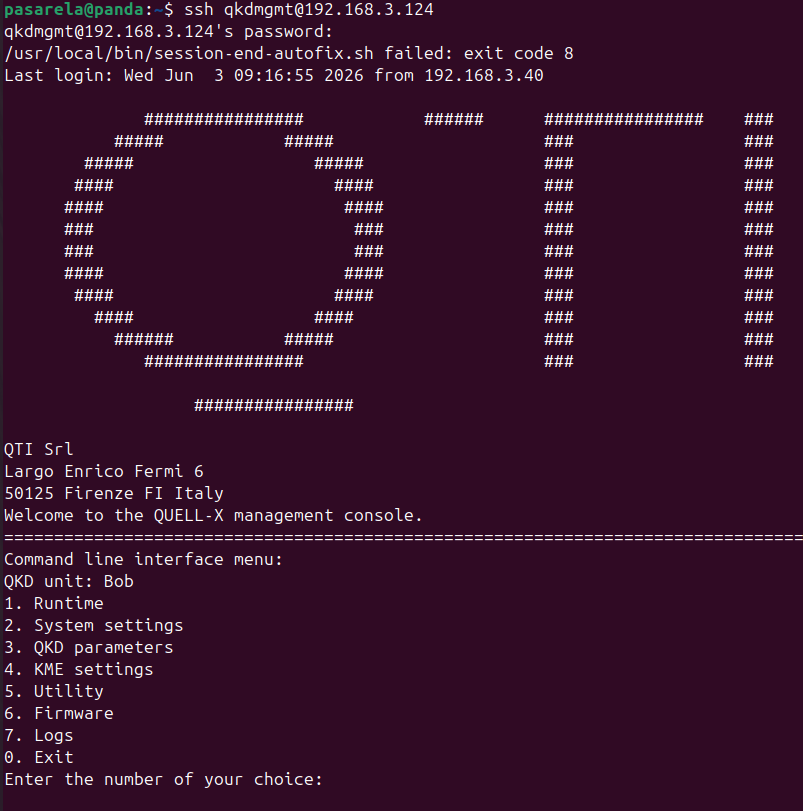 pasarela@panda:~$ ssh qkdmgmt@192.168.3.124
qkdmgmt@192.168.3.124's password:
/usr/local/bin/session-end-autofix.sh failed: exit code 8
Last login: Wed Jun  3 09:16:55 2026 from 192.168.3.40
QTI
QTI Srl
Largo Enrico Fermi 6
50125 Firenze FI Italy
Welcome to the QUELL-X management console.
================================================================================
Command line interface menu:
QKD unit: Bob
1. Runtime
2. System settings
3. QKD parameters
4. KME settings
5. Utility
6. Firmware
7. Logs
0. Exit
Enter the number of your choice: